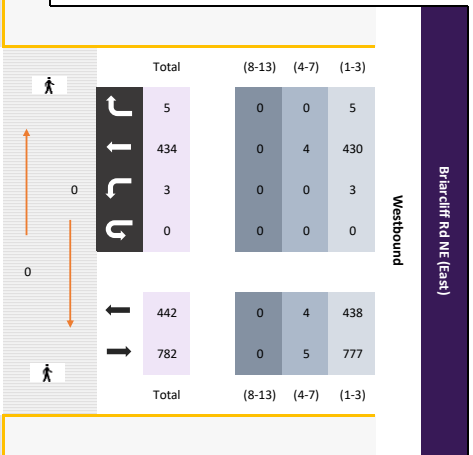 Total (8-13) (4-7) (1-3)
5 0 0 5
434 0 4 430
0 3 0 0 3
0 0 0 0
0
442 0 4 438
782 0 5 777
Total (8-13) (4-7) (1-3)
Westbound
Briarcliff Rd NE (East)